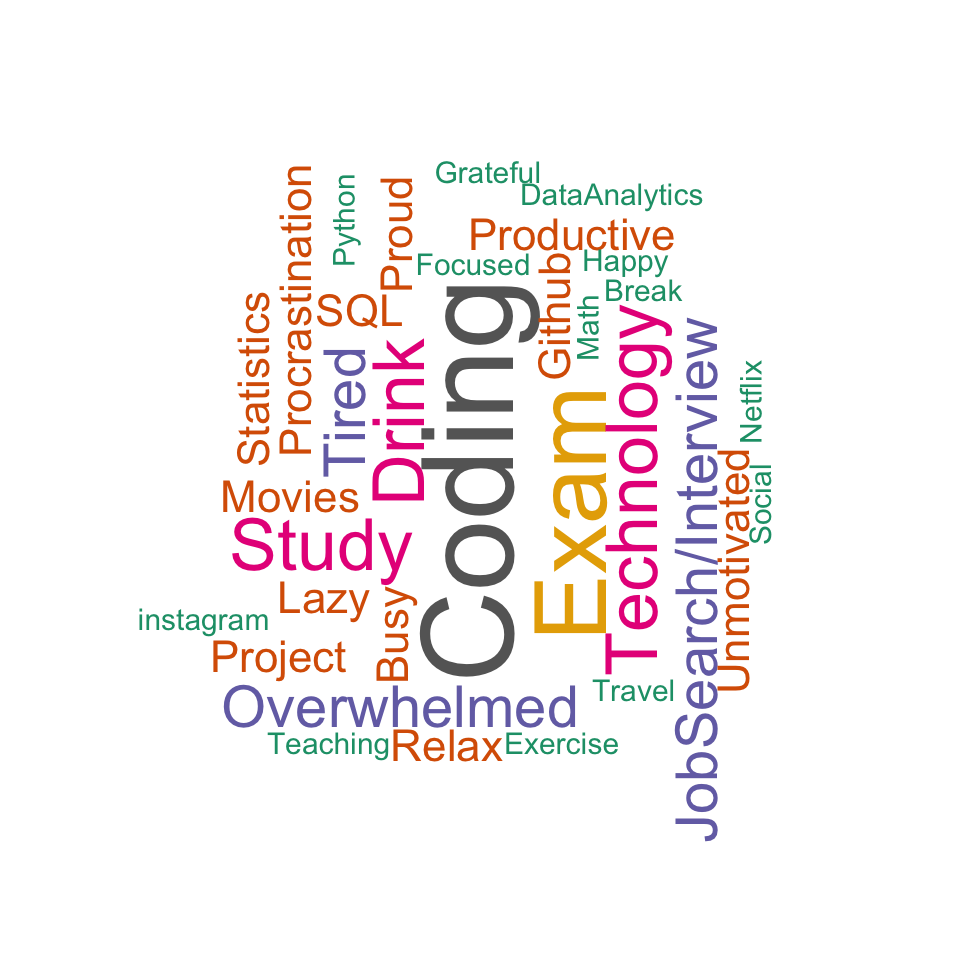 Grateful
DataAnalytics
Python
Proud
Procrastination
Productive
Focused
Happy
Github
Break
SQL
Math
Statistics
Coding
Technology
Tired
Drink
JobSearch/Interview
Netflix
Exam
Unmotivated
Social
Movies
Study
Lazy
instagram
Busy
Project
Travel
Overwhelmed
Teaching
Relax
Exercise